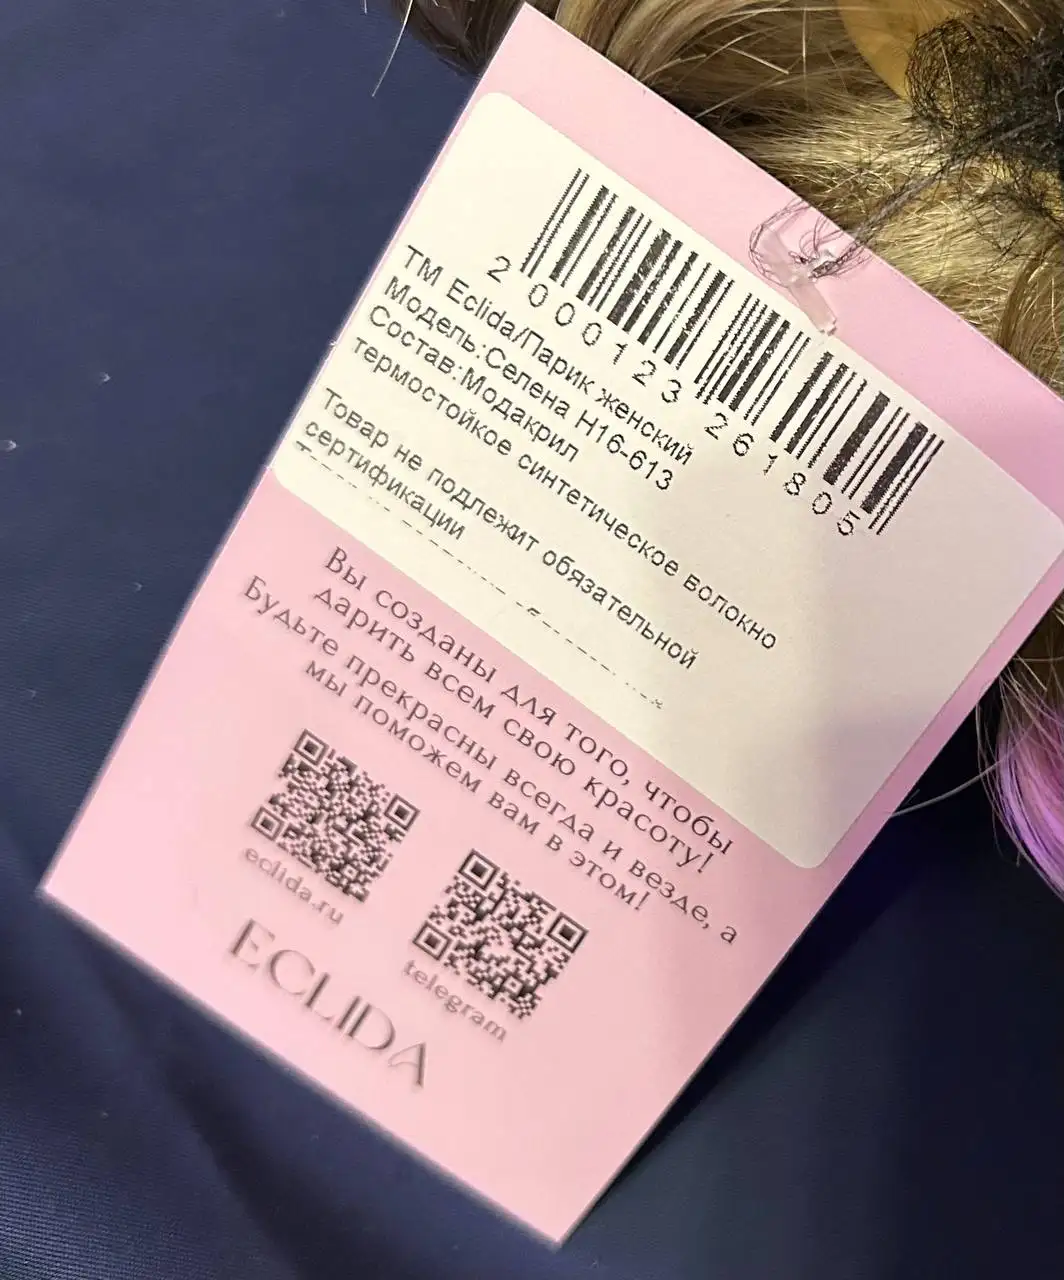 2 000123 261805
TM Eclida/Парик женский
Модель:Селена H16-613
Состав:Модакрил
термостойкое синтетическое волокно
Товар не подлежит обязательной
сертификации
Вы созданы для того, чтобы
дарить всем свою красоту!
Будьте прекрасны всегда и везде, а
мы поможем вам в этом!
eclida.ru
telegram
ECLIDA